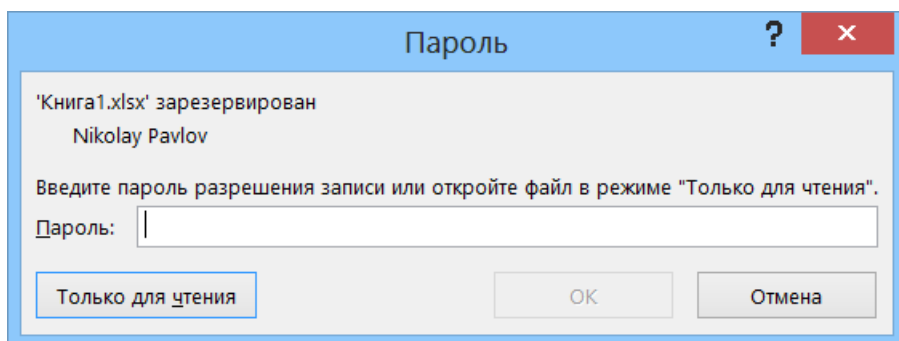 Пароль
?
'Книга1.xlsx' зарезервирован
Nikolay Pavlov
Введите пароль разрешения записи или откройте файл в режиме "Только для чтения".
Пароль:
Только для чтения
ОК
Отмена